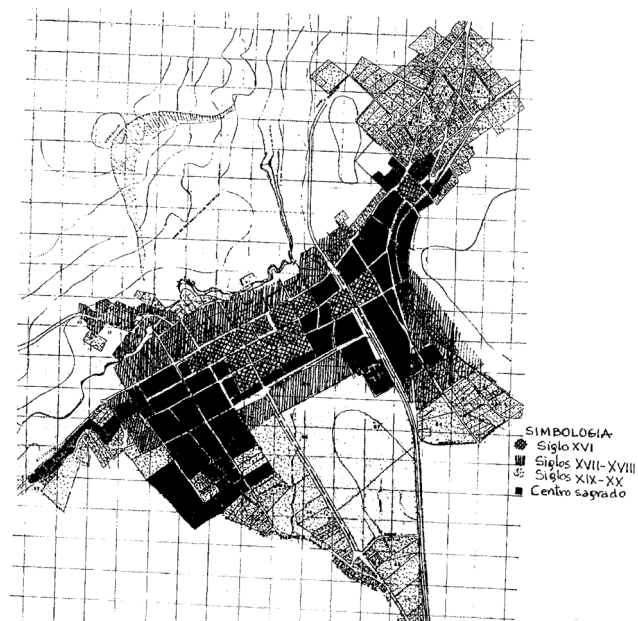 SIMBOLOGIA
Siglo XVI
Siglos XVII-XVIII
Siglos XIX-XX
Centro sagrado